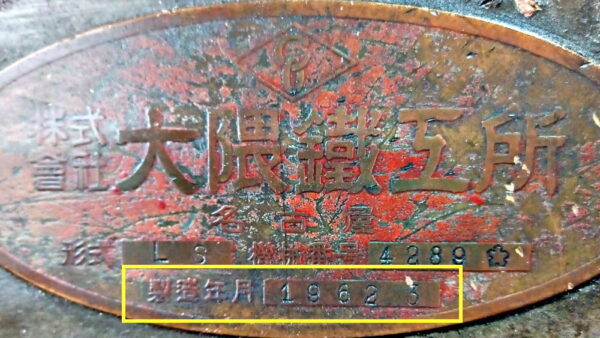 株式會社 大隈鐵工所
名古屋
形式 LS 機械番号 4289
製造年月 1962 3